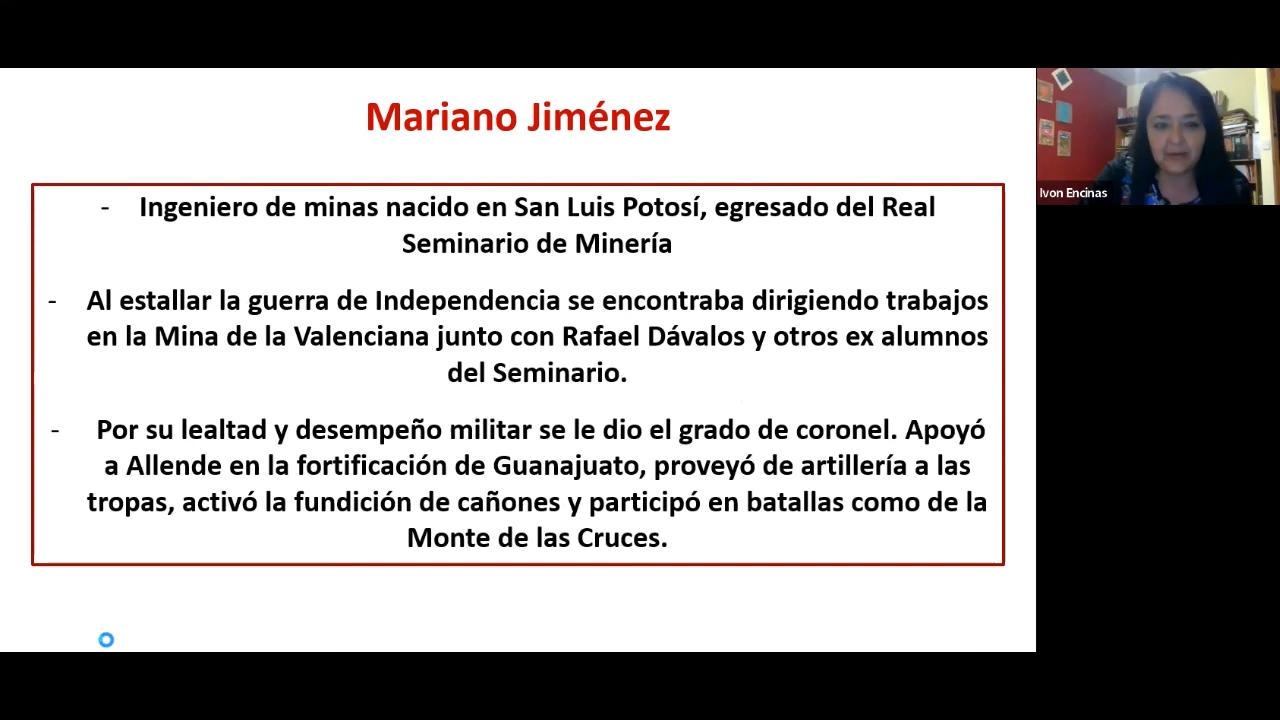 Mariano Jiménez
- Ingeniero de minas nacido en San Luis Potosí, egresado del Real
Seminario de Minería
- Al estallar la guerra de Independencia se encontraba dirigiendo trabajos
en la Mina de la Valenciana junto con Rafael Dávalos y otros ex alumnos
del Seminario.
- Por su lealtad y desempeño militar se le dio el grado de coronel. Apoyó
a Allende en la fortificación de Guanajuato, proveyó de artillería a las
tropas, activó la fundición de cañones y participó en batallas como de la
Monte de las Cruces.
Ivon Encinas